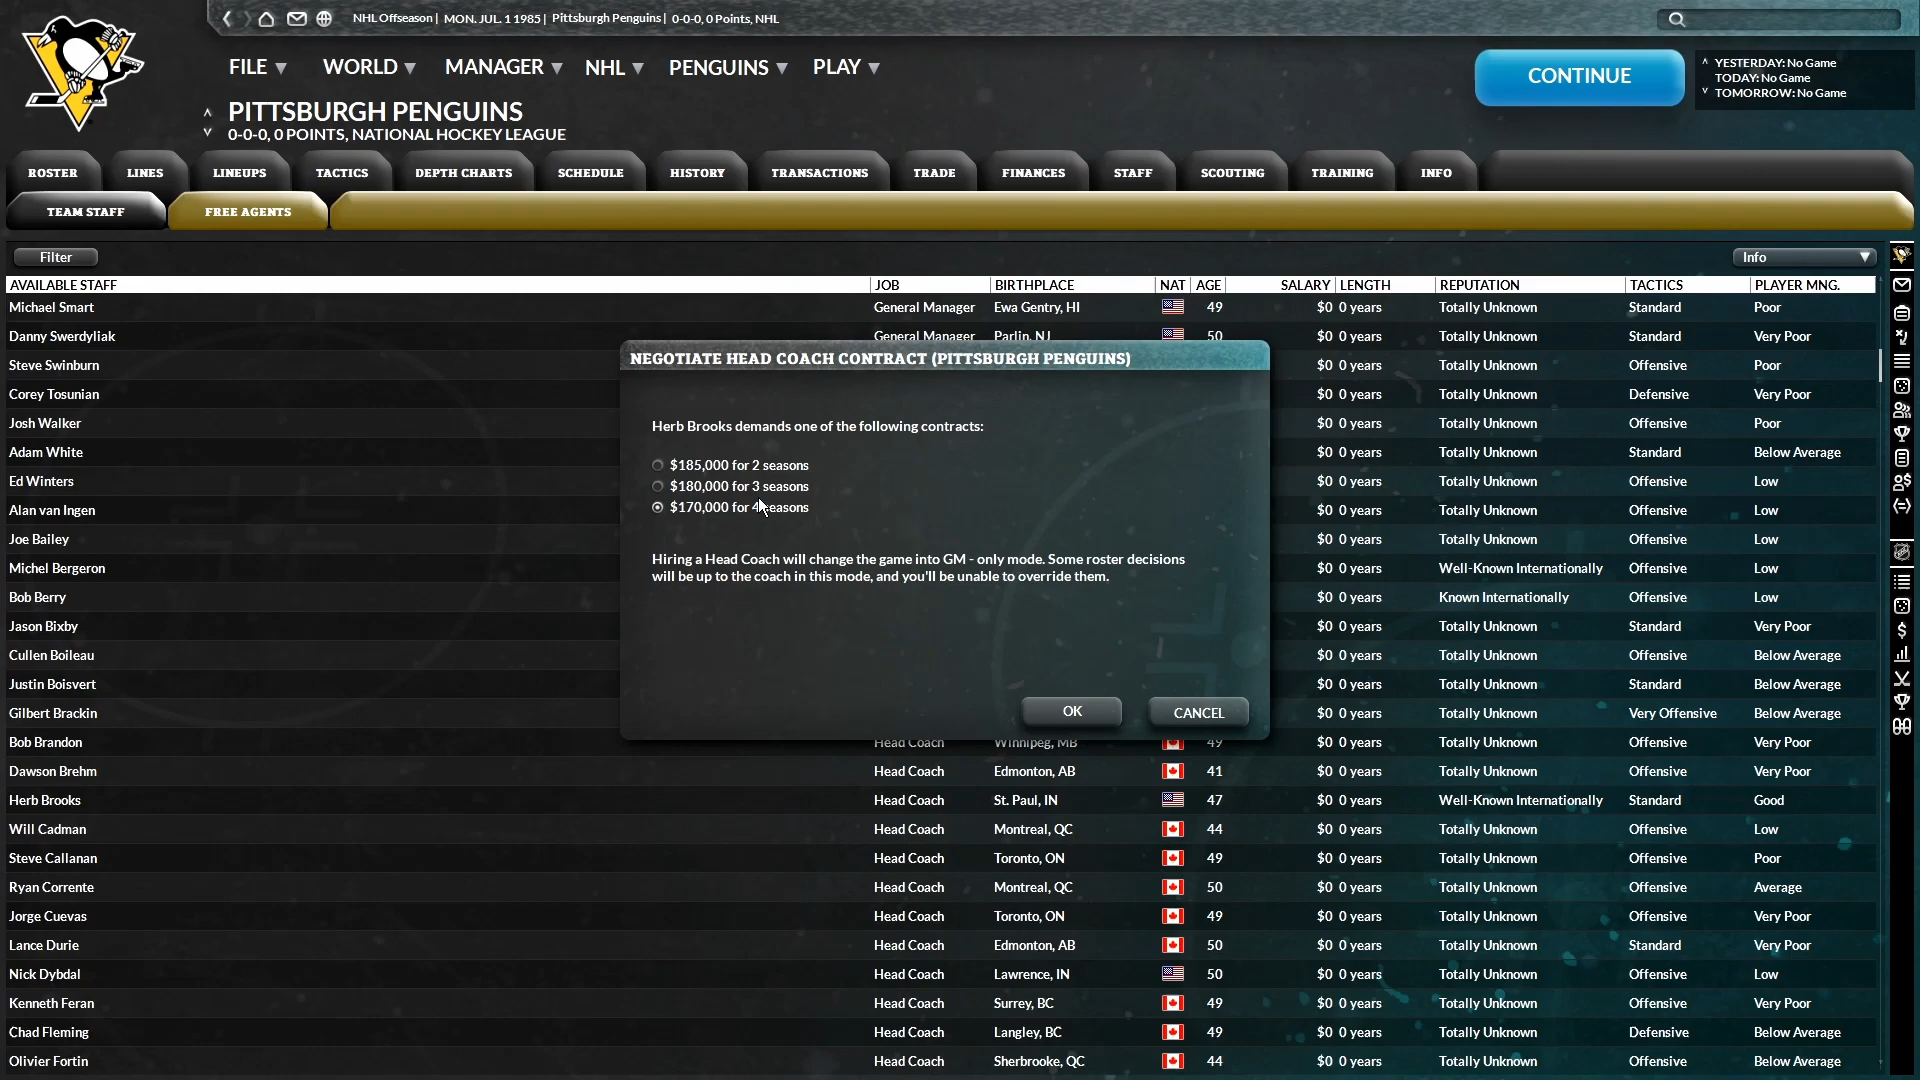 NHL Offseason | MON. JUL. 1 1985 | Pittsburgh Penguins | 0-0-0, 0 Points, NHL
FILE WORLD MANAGER NHL PENGUINS PLAY
CONTINUE
YESTERDAY: No Game
TODAY: No Game
TOMORROW: No Game
PITTSBURGH PENGUINS
0-0-0, 0 POINTS, NATIONAL HOCKEY LEAGUE
ROSTER LINES LINEUPS TACTICS DEPTH CHARTS SCHEDULE HISTORY TRANSACTIONS TRADE FINANCES STAFF SCOUTING TRAINING INFO
TEAM STAFF FREE AGENTS
Filter Info
AVAILABLE STAFF JOB BIRTHPLACE NAT AGE SALARY LENGTH REPUTATION TACTICS PLAYER MNG.
Michael Smart General Manager Ewa Gentry, HI 49 $0 0 years Totally Unknown Standard Poor
Danny Swerdyliak General Manager Parlin, NJ 50 $0 0 years Totally Unknown Standard Very Poor
Steve Swinburn $0 0 years Totally Unknown Offensive Poor
Corey Tosunian $0 0 years Totally Unknown Defensive Very Poor
Josh Walker $0 0 years Totally Unknown Offensive Poor
Adam White $0 0 years Totally Unknown Standard Below Average
Ed Winters $0 0 years Totally Unknown Offensive Low
Alan van Ingen $0 0 years Totally Unknown Offensive Low
Joe Bailey $0 0 years Totally Unknown Offensive Low
Michel Bergeron $0 0 years Well-Known Internationally Offensive Low
Bob Berry $0 0 years Known Internationally Offensive Low
Jason Bixby $0 0 years Totally Unknown Standard Very Poor
Cullen Boileau $0 0 years Totally Unknown Offensive Below Average
Justin Boisvert $0 0 years Totally Unknown Standard Below Average
Gilbert Brackin $0 0 years Totally Unknown Very Offensive Below Average
Bob Brandon Head Coach Winnipeg, MB 49 $0 0 years Totally Unknown Offensive Very Poor
Dawson Brehm Head Coach Edmonton, AB 41 $0 0 years Totally Unknown Offensive Very Poor
Herb Brooks Head Coach St. Paul, IN 47 $0 0 years Well-Known Internationally Standard Good
Will Cadman Head Coach Montreal, QC 44 $0 0 years Totally Unknown Offensive Low
Steve Callanan Head Coach Toronto, ON 49 $0 0 years Totally Unknown Offensive Poor
Ryan Corrente Head Coach Montreal, QC 50 $0 0 years Totally Unknown Offensive Average
Jorge Cuevas Head Coach Toronto, ON 49 $0 0 years Totally Unknown Offensive Very Poor
Lance Durie Head Coach Edmonton, AB 50 $0 0 years Totally Unknown Standard Very Poor
Nick Dybdal Head Coach Lawrence, IN 50 $0 0 years Totally Unknown Offensive Low
Kenneth Feran Head Coach Surrey, BC 49 $0 0 years Totally Unknown Offensive Very Poor
Chad Fleming Head Coach Langley, BC 49 $0 0 years Totally Unknown Defensive Below Average
Olivier Fortin Head Coach Sherbrooke, QC 44 $0 0 years Totally Unknown Offensive Below Average
NEGOTIATE HEAD COACH CONTRACT (PITTSBURGH PENGUINS)
Herb Brooks demands one of the following contracts:
$185,000 for 2 seasons
$180,000 for 3 seasons
$170,000 for 4 seasons
Hiring a Head Coach will change the game into GM - only mode. Some roster decisions
will be up to the coach in this mode, and you'll be unable to override them.
OK CANCEL